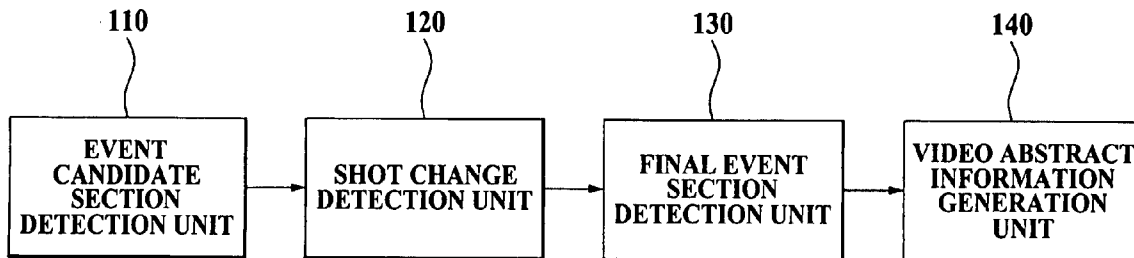 110
120
130
140
EVENT
CANDIDATE
SECTION
DETECTION UNIT
SHOT CHANGE
DETECTION UNIT
FINAL EVENT
SECTION
DETECTION UNIT
VIDEO ABSTRACT
INFORMATION
GENERATION
UNIT